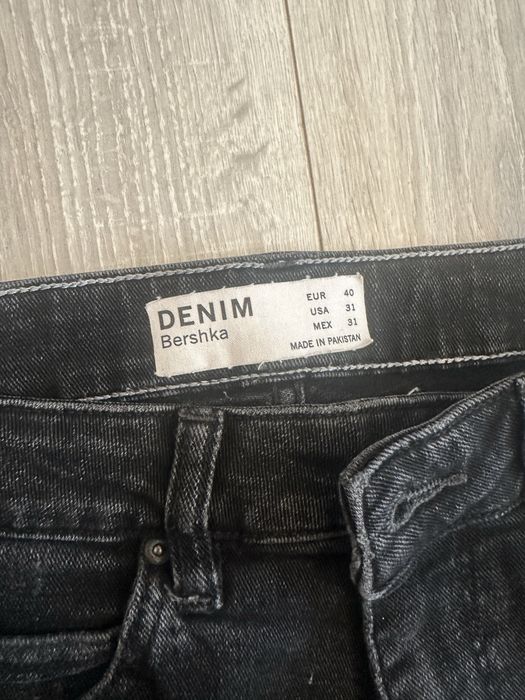 DENIM
Bershka
EUR 40
USA 31
MEX 31
MADE IN PAKISTAN